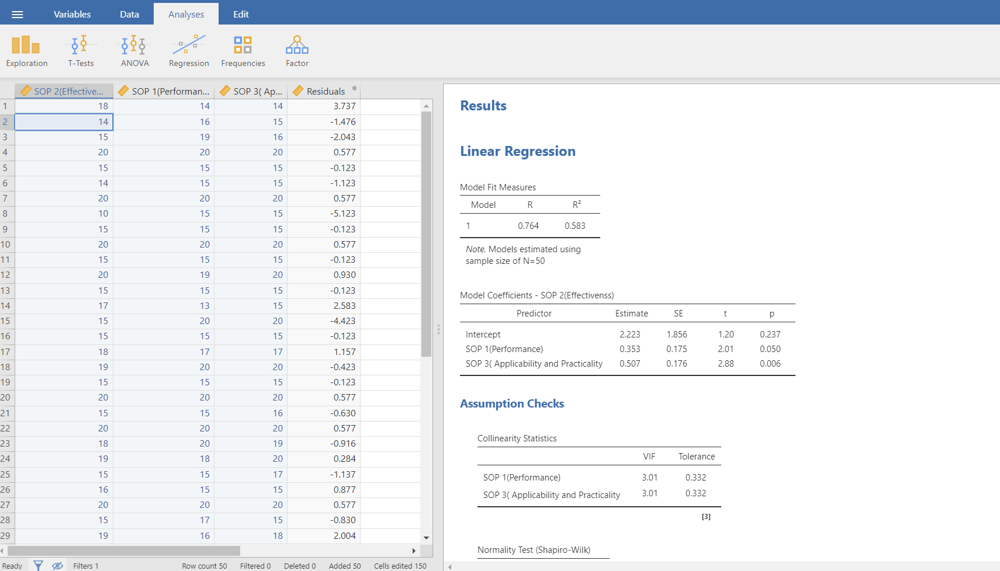 Variables Data Analyses Edit
Exploration T-Tests ANOVA Regression Frequencies Factor
SOP 2(Effective... SOP 1(Performan... SOP 3( Ap... Residuals
1 18 14 14 3.737
2 14 16 15 -1.476
3 15 19 16 -2.043
4 20 20 20 0.577
5 15 15 15 -0.123
6 14 15 15 -1.123
7 20 20 20 0.577
8 10 15 15 -5.123
9 15 15 15 -0.123
10 20 20 20 0.577
11 15 15 15 -0.123
12 20 19 20 0.930
13 15 15 15 -0.123
14 17 13 15 2.583
15 15 20 20 -4.423
16 15 15 15 -0.123
17 18 17 17 1.157
18 19 20 20 -0.423
19 15 15 15 -0.123
20 20 20 20 0.577
21 15 15 16 -0.630
22 20 20 20 0.577
23 18 20 19 -0.916
24 19 18 20 0.284
25 15 15 17 -1.137
26 16 15 15 0.877
27 20 20 20 0.577
28 15 17 15 -0.830
29 19 16 18 2.004
Ready Filters 1 Row count 50 Filtered 0 Deleted 0 Added 50 Cells edited 150
Results
Linear Regression
Model Fit Measures
Model R R²
1 0.764 0.583
Note. Models estimated using
sample size of N=50
Model Coefficients - SOP 2(Effectivenss)
Predictor Estimate SE t p
Intercept 2.223 1.856 1.20 0.237
SOP 1(Performance) 0.353 0.175 2.01 0.050
SOP 3( Applicability and Practicality 0.507 0.176 2.88 0.006
Assumption Checks
Collinearity Statistics
VIF Tolerance
SOP 1(Performance) 3.01 0.332
SOP 3( Applicability and Practicality 3.01 0.332
[3]
Normality Test (Shapiro-Wilk)